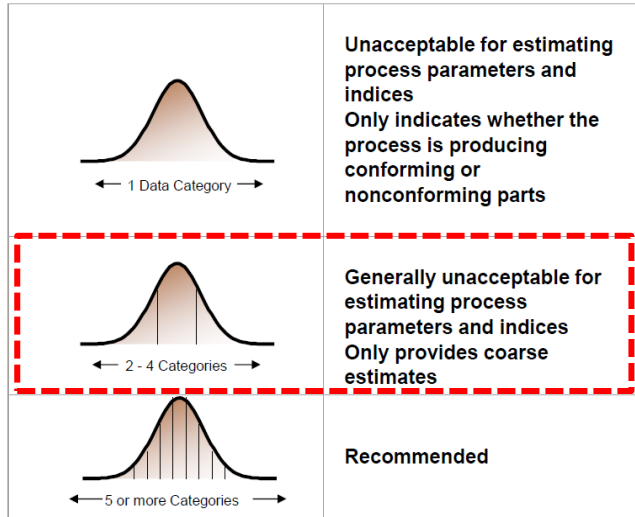 Unacceptable for estimating
process parameters and
indices
Only indicates whether the
process is producing
conforming or
nonconforming parts
1 Data Category
Generally unacceptable for
estimating process
parameters and indices
Only provides coarse
estimates
2 - 4 Categories
Recommended
5 or more Categories